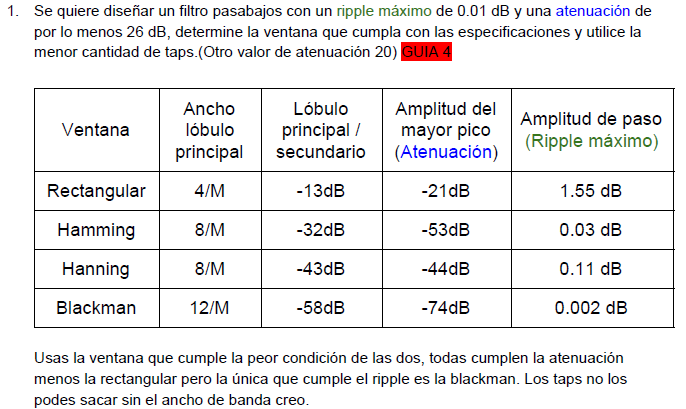 1. Se quiere diseñar un filtro pasabajos con un ripple máximo de 0.01 dB y una atenuación de
por lo menos 26 dB, determine la ventana que cumpla con las especificaciones y utilice la
menor cantidad de taps.(Otro valor de atenuación 20) GUIA 4
Ventana Ancho lóbulo principal Lóbulo principal / secundario Amplitud del mayor pico (Atenuación) Amplitud de paso (Ripple máximo)
Rectangular 4/M -13dB -21dB 1.55 dB
Hamming 8/M -32dB -53dB 0.03 dB
Hanning 8/M -43dB -44dB 0.11 dB
Blackman 12/M -58dB -74dB 0.002 dB
Usas la ventana que cumple la peor condición de las dos, todas cumplen la atenuación
menos la rectangular pero la única que cumple el ripple es la blackman. Los taps no los
podes sacar sin el ancho de banda creo.